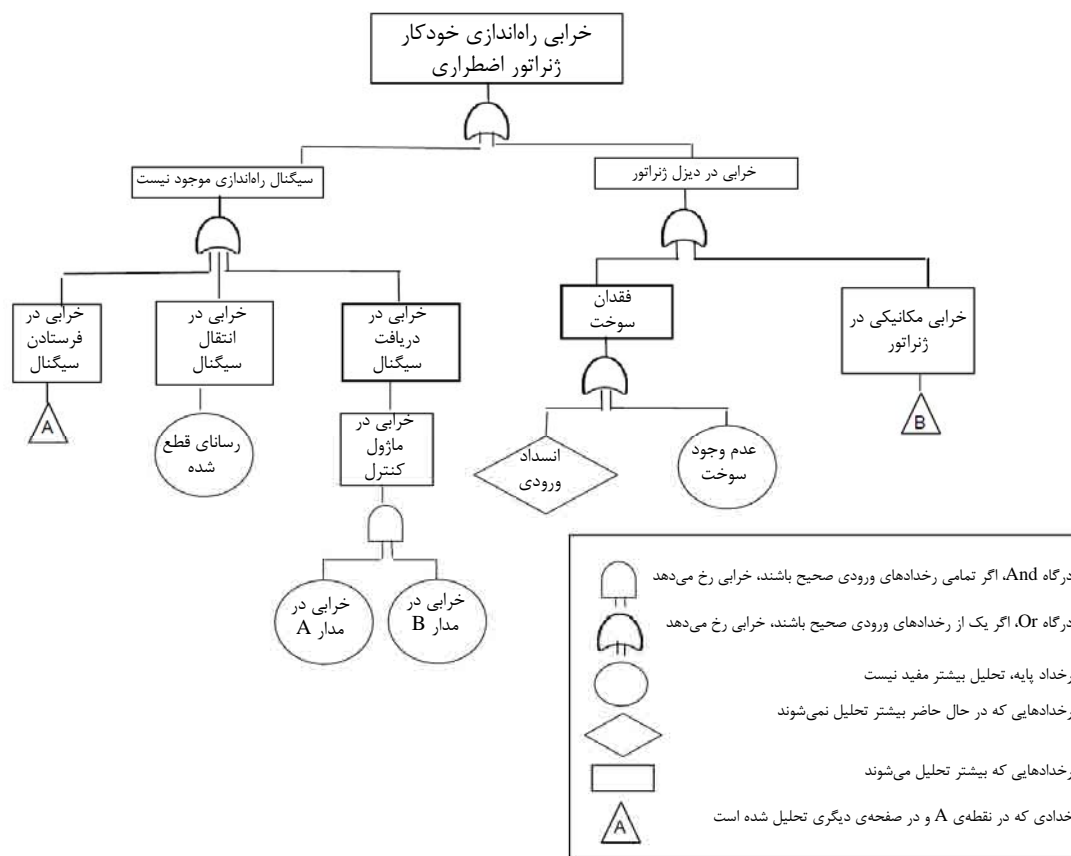 خرابی راه‌اندازی خودکار
ژنراتور اضطراری
خرابی در دیزل ژنراتور
سیگنال راه‌اندازی موجود نیست
خرابی مکانیکی در
ژنراتور
فقدان
سوخت
خرابی در
دریافت
سیگنال
خرابی در
انتقال
سیگنال
خرابی در
فرستادن
سیگنال
B
عدم وجود
سوخت
انسداد
ورودی
خرابی در
ماژول
کنترل
رسانای قطع
شده
A
خرابی در
مدار B
خرابی در
مدار A
درگاه And، اگر تمامی رخدادهای ورودی صحیح باشند، خرابی رخ می‌دهد
درگاه Or، اگر یک از رخدادهای ورودی صحیح باشند، خرابی رخ می‌دهد
رخداد پایه، تحلیل بیشتر مفید نیست
رخدادهایی که در حال حاضر بیشتر تحلیل نمی‌شوند
رخدادهایی که بیشتر تحلیل می‌شوند
خدادی که در نقطه‌ی A و در صفحه‌ی دیگری تحلیل شده است
A